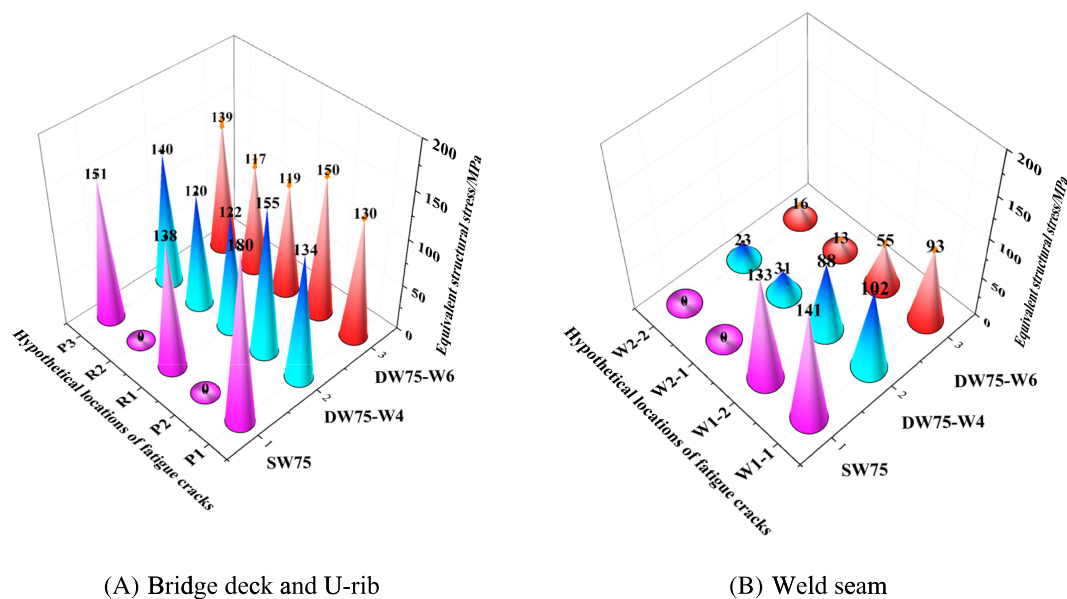 139
140
117
150
151
120
119
155
122
130
138
180
134
0
0
200
150
100
50
0
Equivalent structural stress/MPa
P3
R2
R1
P2
P1
Hypothetical locations of fatigue cracks
1
2
3
SW75
DW75-W4
DW75-W6
(A) Bridge deck and U-rib
16
23
13
55
93
133
31
88
102
0
0
141
200
150
100
50
0
Equivalent structural stress/MPa
W2-2
W2-1
W1-2
W1-1
Hypothetical locations of fatigue cracks
1
2
3
SW75
DW75-W4
DW75-W6
(B) Weld seam